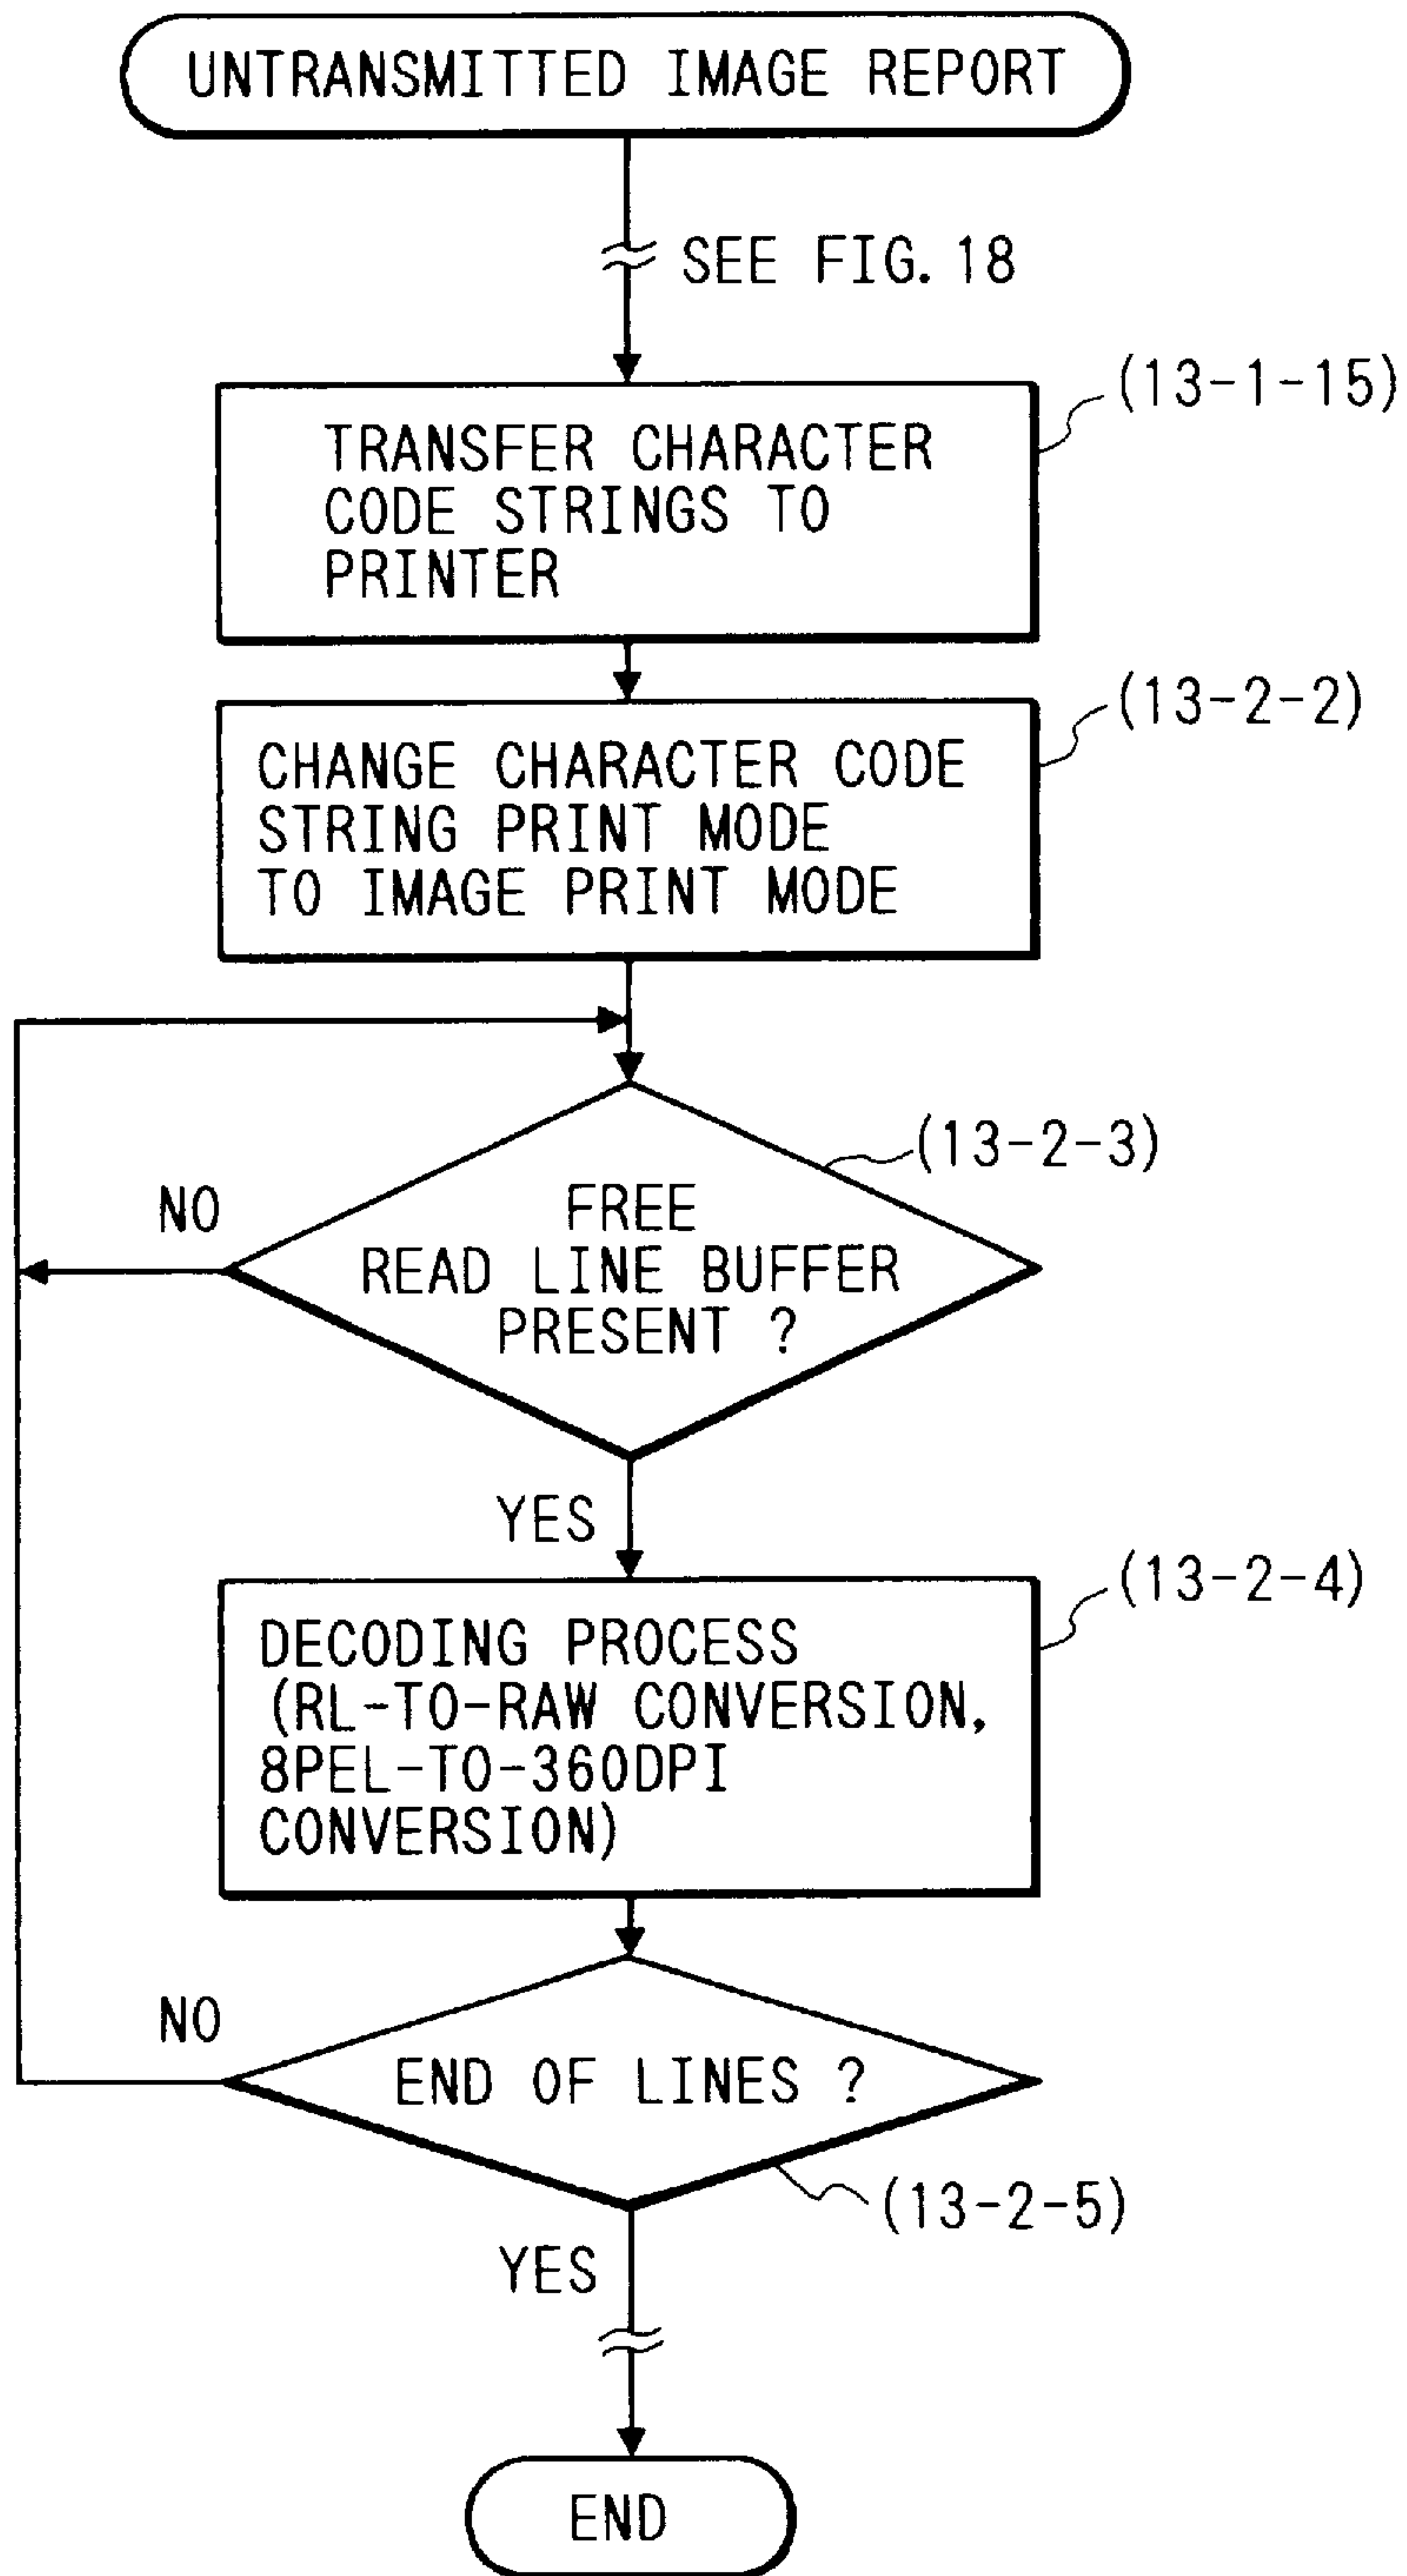 UNTRANSMITTED IMAGE REPORT
SEE FIG. 18
(13-1-15)
TRANSFER CHARACTER
CODE STRINGS TO
PRINTER
(13-2-2)
CHANGE CHARACTER CODE
STRING PRINT MODE
TO IMAGE PRINT MODE
(13-2-3)
NO
FREE
READ LINE BUFFER
PRESENT ?
YES
(13-2-4)
DECODING PROCESS
(RL-TO-RAW CONVERSION,
8PEL-TO-360DPI
CONVERSION)
NO
END OF LINES ?
(13-2-5)
YES
END